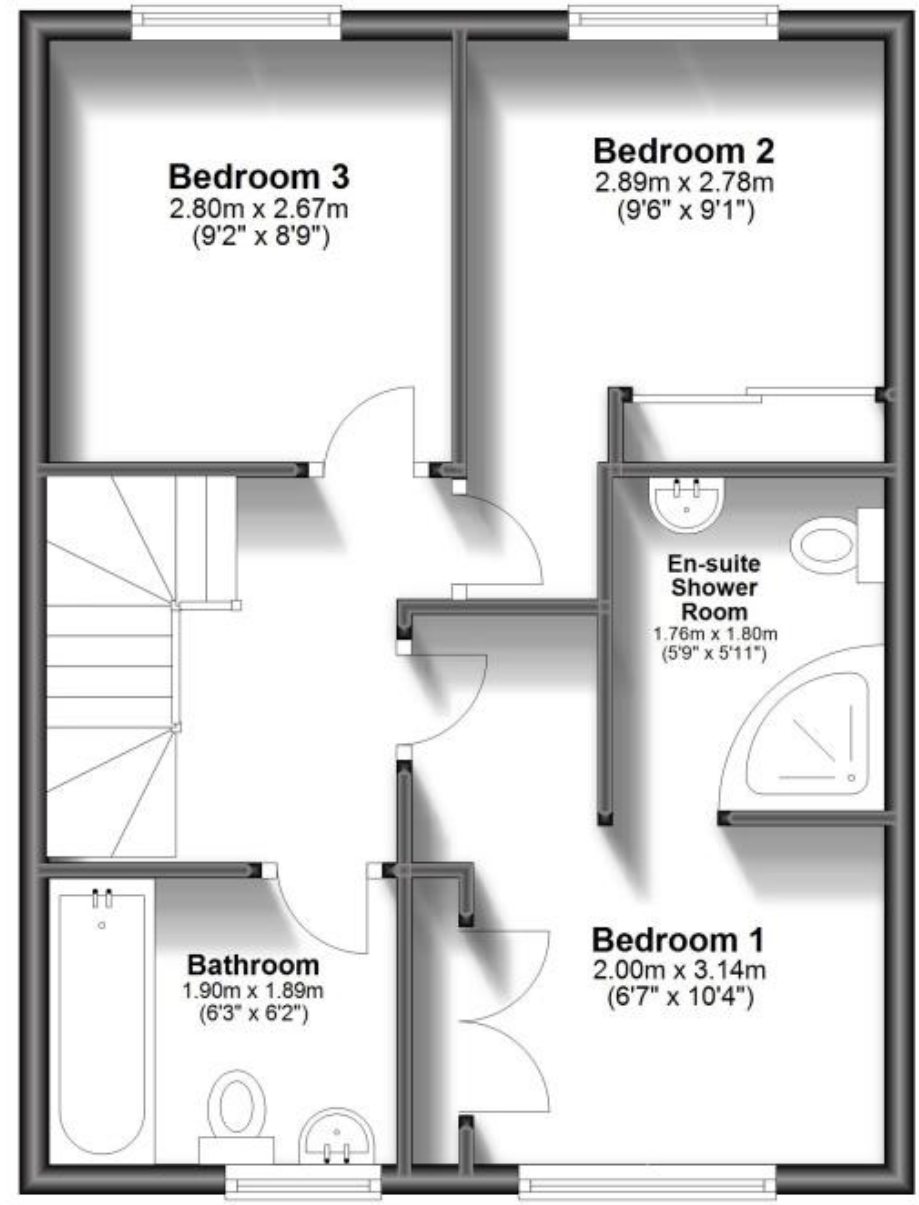 Bedroom 3
2.80m x 2.67m
(9'2" x 8'9")
Bedroom 2
2.89m x 2.78m
(9'6" x 9'1")
En-suite
Shower
Room
1.76m x 1.80m
(5'9" x 5'11")
Bathroom
1.90m x 1.89m
(6'3" x 6'2")
Bedroom 1
2.00m x 3.14m
(6'7" x 10'4")